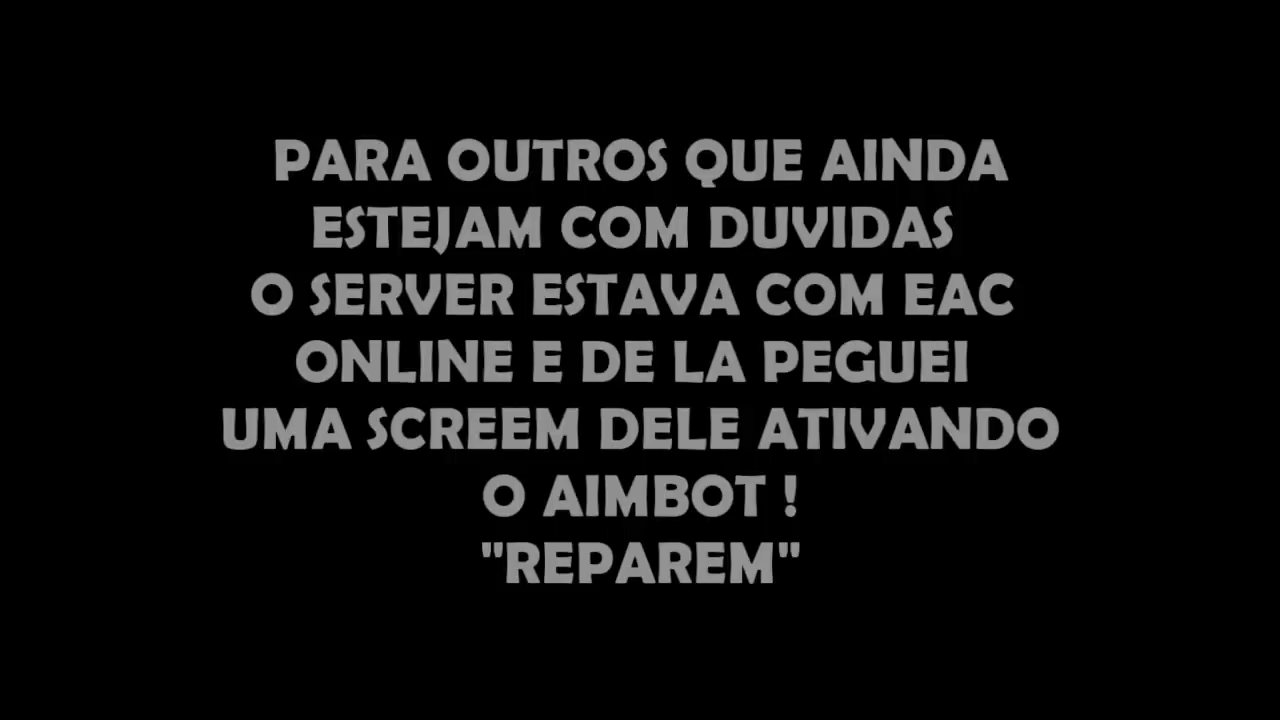 PARA OUTROS QUE AINDA
ESTEJAM COM DUVIDAS
O SERVER ESTAVA COM EAC
ONLINE E DE LA PEGUEI
UMA SCREEM DELE ATIVANDO
O AIMBOT !
"REPAREM"